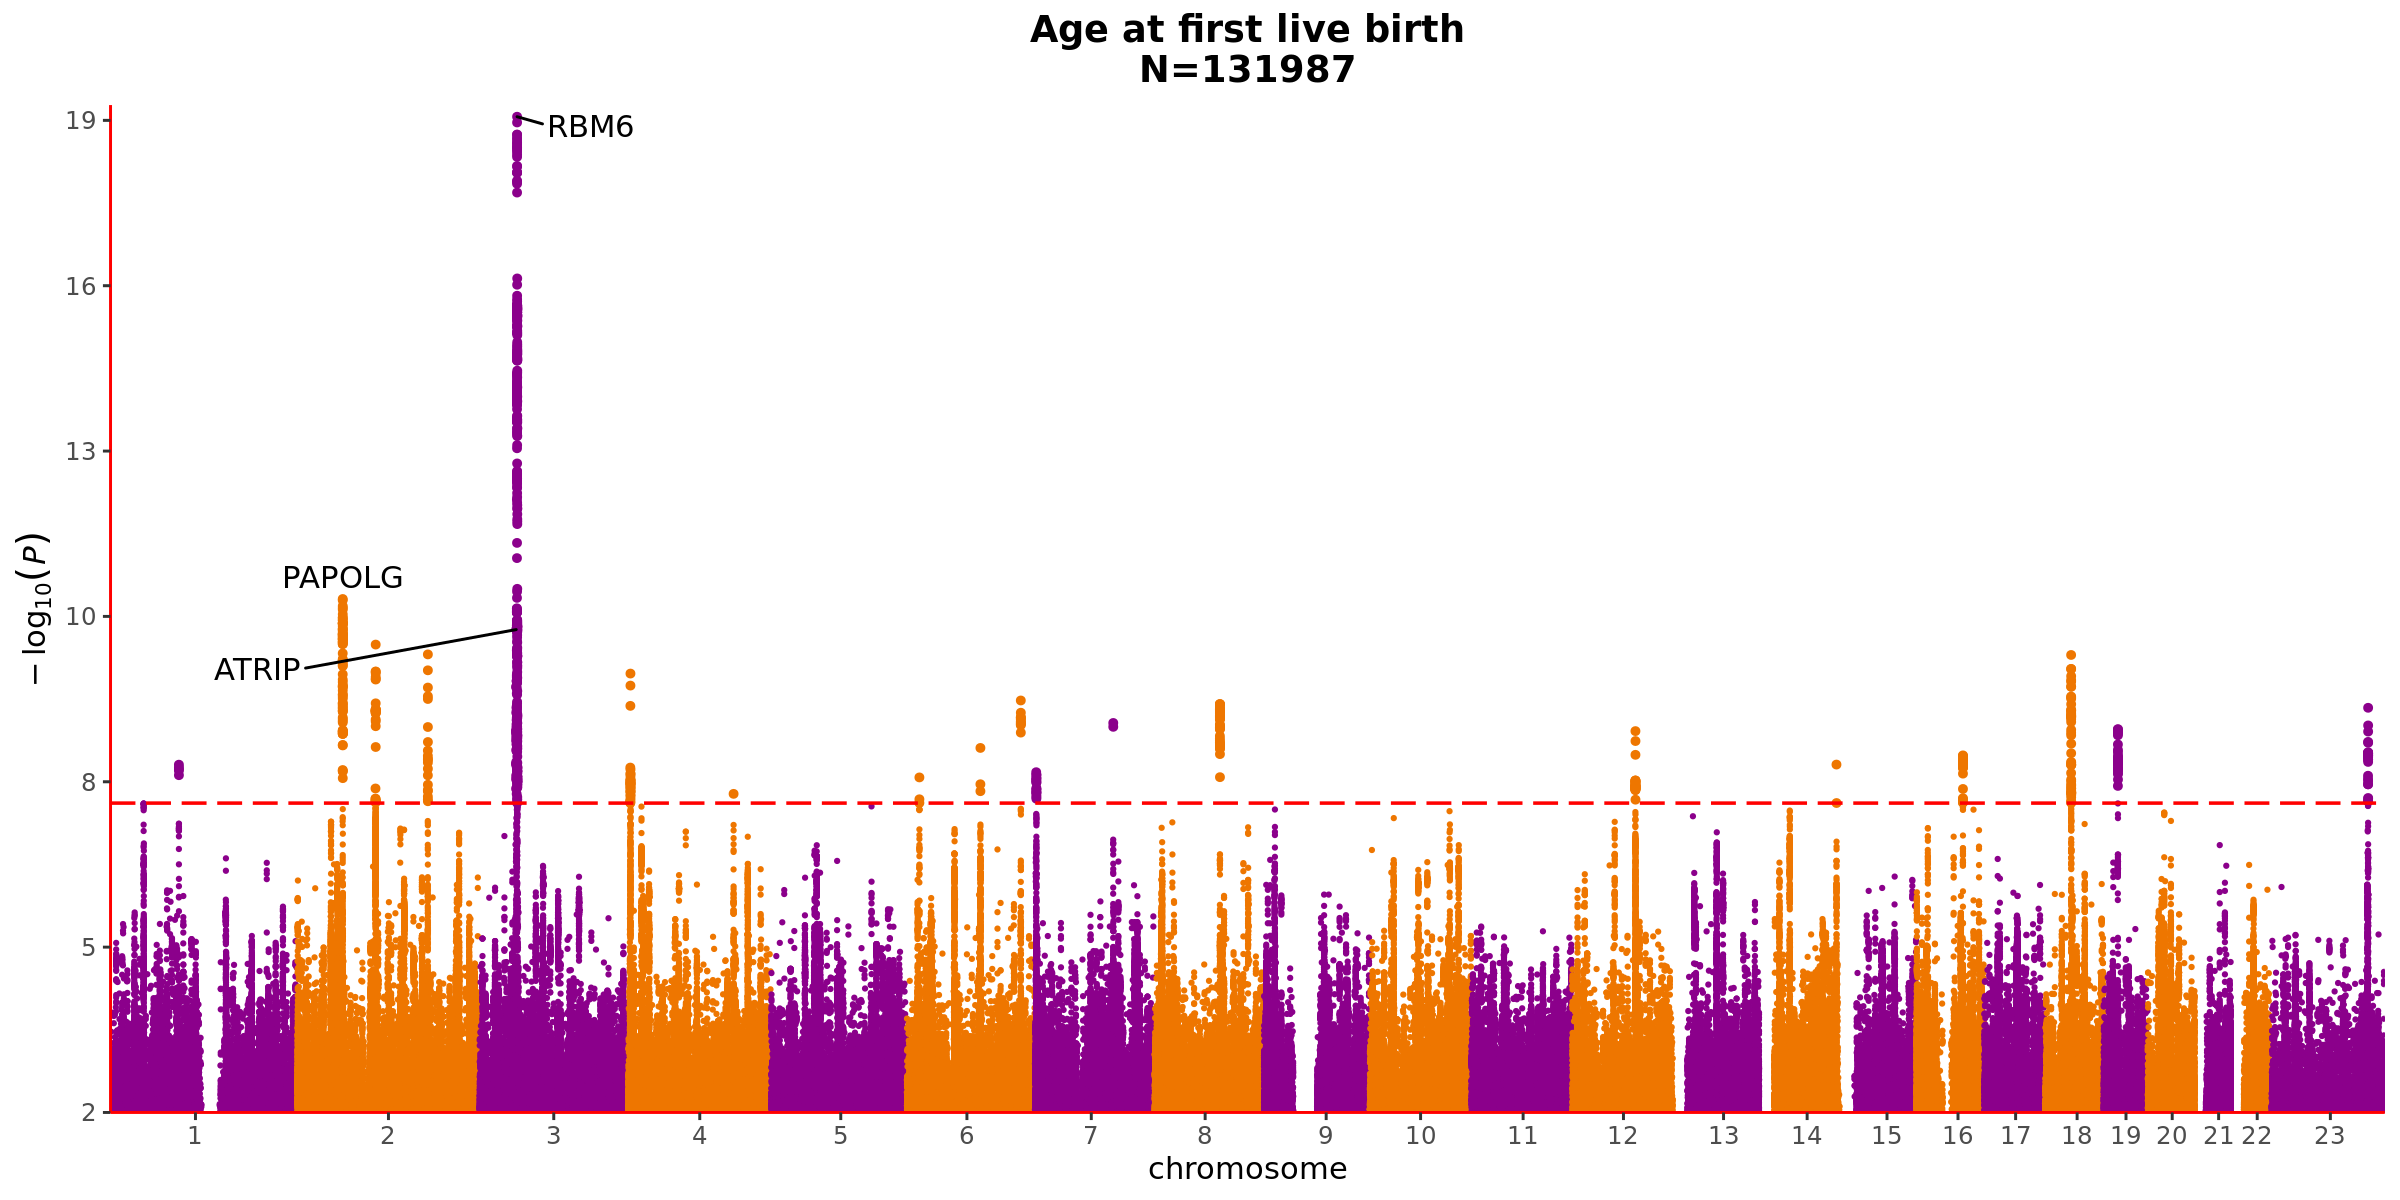 Age at first live birth
N=131987
19
RBM6
16
13
PAPOLG
10
ATRIP
8
5
2
− log10(P)
1 2 3 4 5 6 7 8 9 10 11 12 13 14 15 16 17 18 19 20 21 22 23
chromosome